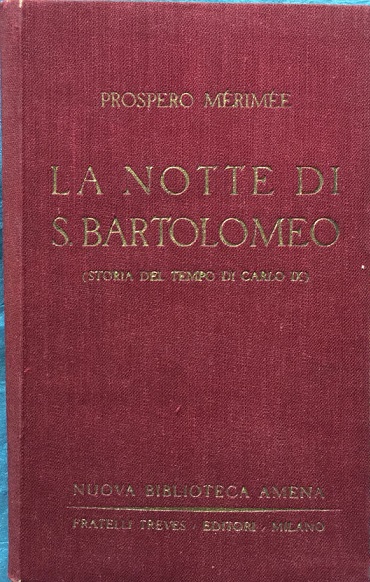 PROSPERO MÉRIMÉE
LA NOTTE DI
S. BARTOLOMEO
(STORIA DEL TEMPO DI CARLO IX)
NUOVA BIBLIOTECA AMENA
FRATELLI TREVES / EDITORI / MILANO